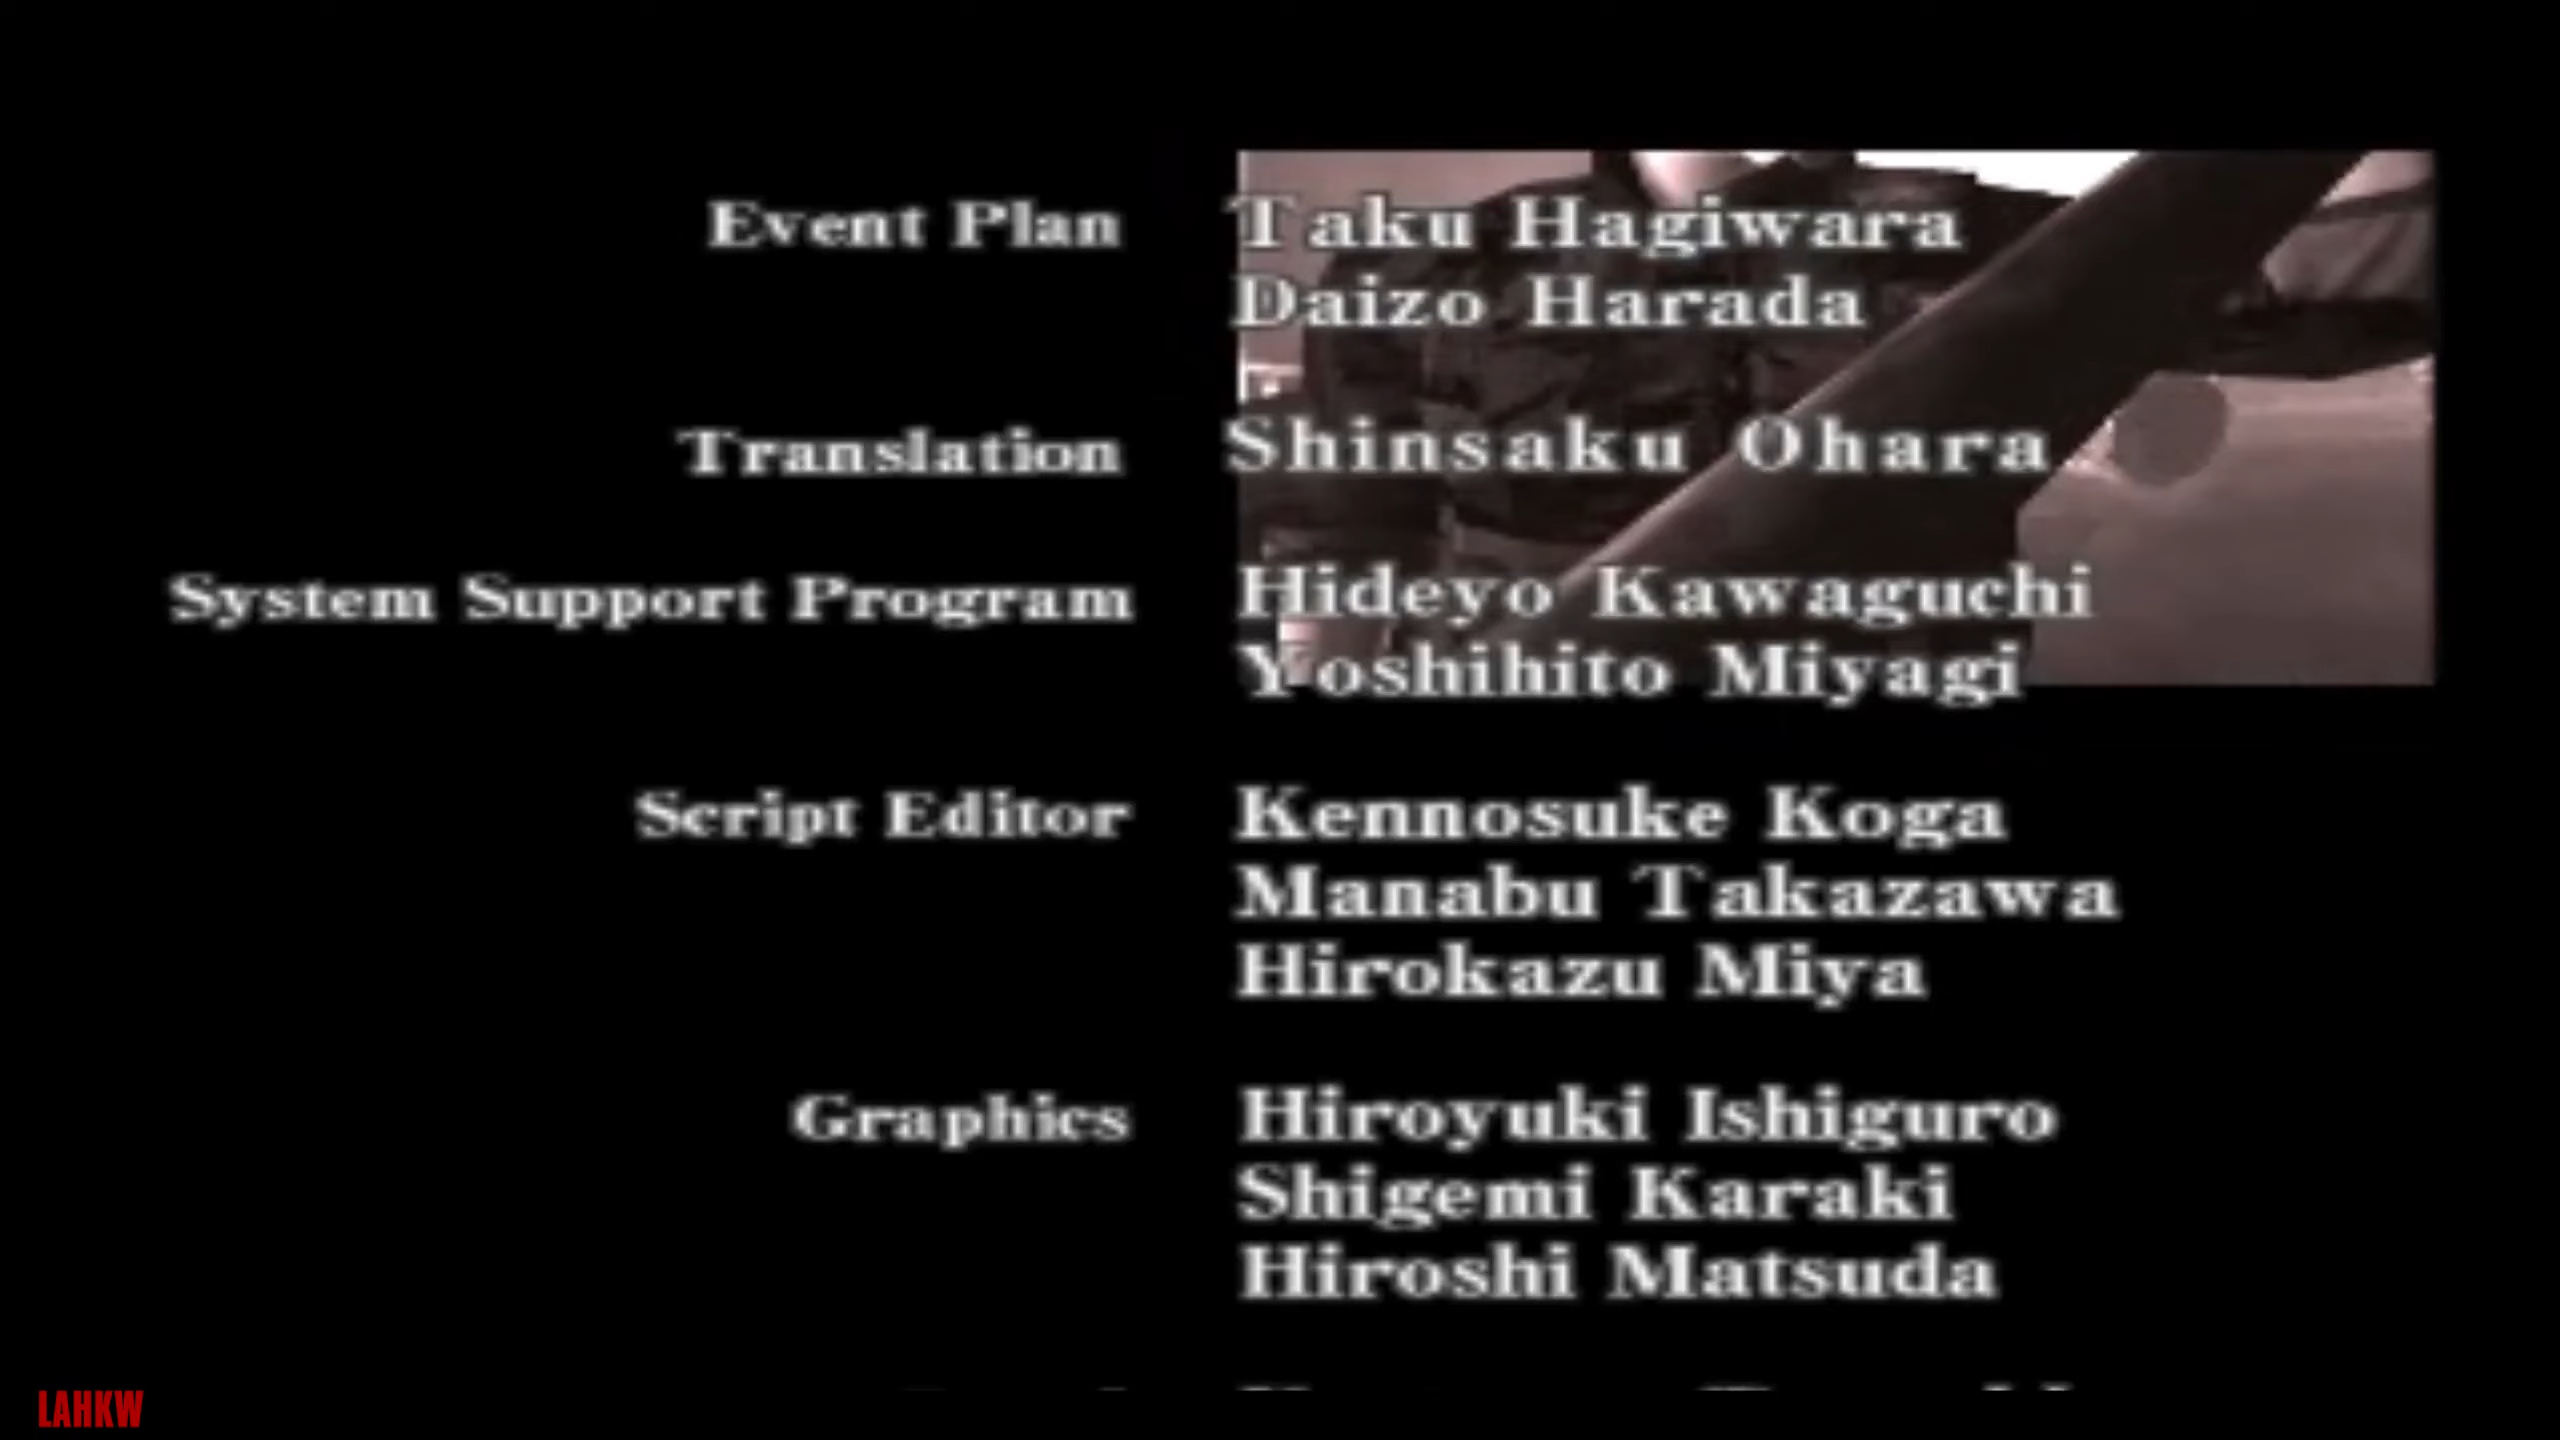 Event Plan Taku Hagiwara
Daizo Harada
Translation Shinsaku Ohara
System Support Program Hideyo Kawaguchi
Yoshihito Miyagi
Script Editor Kennosuke Koga
Manabu Takazawa
Hirokazu Miya
Graphics Hiroyuki Ishiguro
Shigemi Karaki
Hiroshi Matsuda
LAHKW